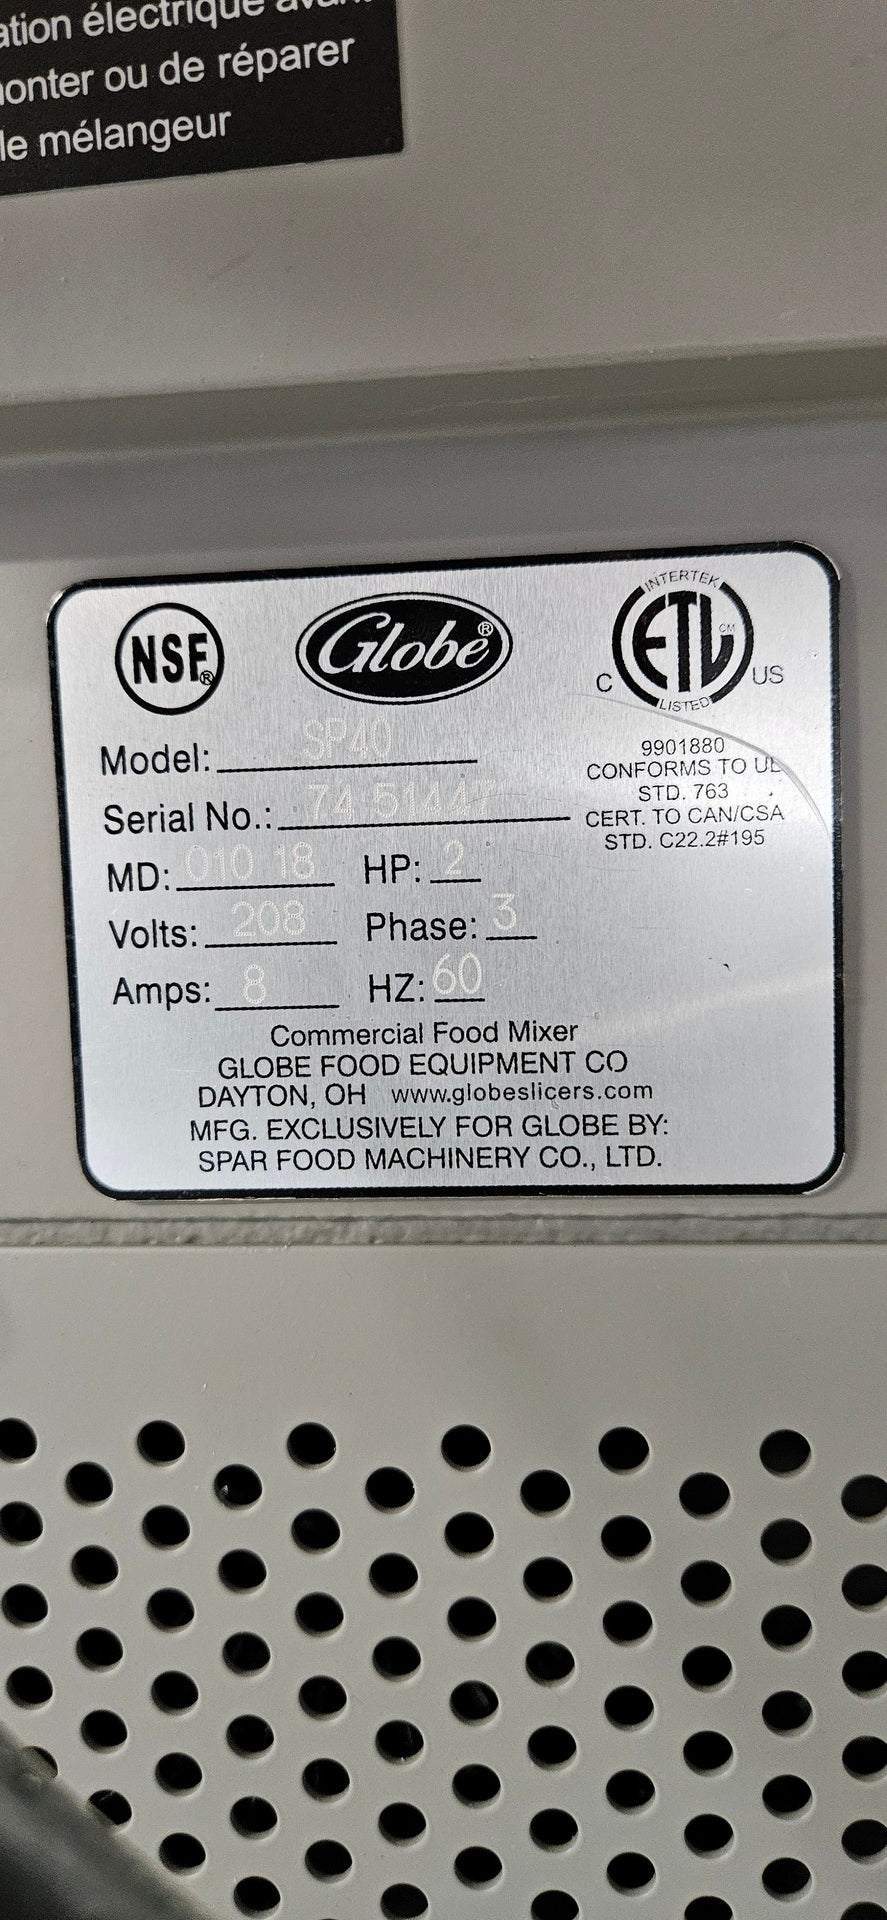 ation électrique
onter ou de réparer
le mélangeur
NSF®
Globe®
INTERTEK
ETL CM
C US
LISTED
9901880
CONFORMS TO UL
STD. 763
CERT. TO CAN/CSA
STD. C22.2#195
Model: SP40
Serial No.: 74 51447
MD: 010 18 HP: 2
Volts: 208 Phase: 3
Amps: 8 HZ: 60
Commercial Food Mixer
GLOBE FOOD EQUIPMENT CO
DAYTON, OH www.globeslicers.com
MFG. EXCLUSIVELY FOR GLOBE BY:
SPAR FOOD MACHINERY CO., LTD.